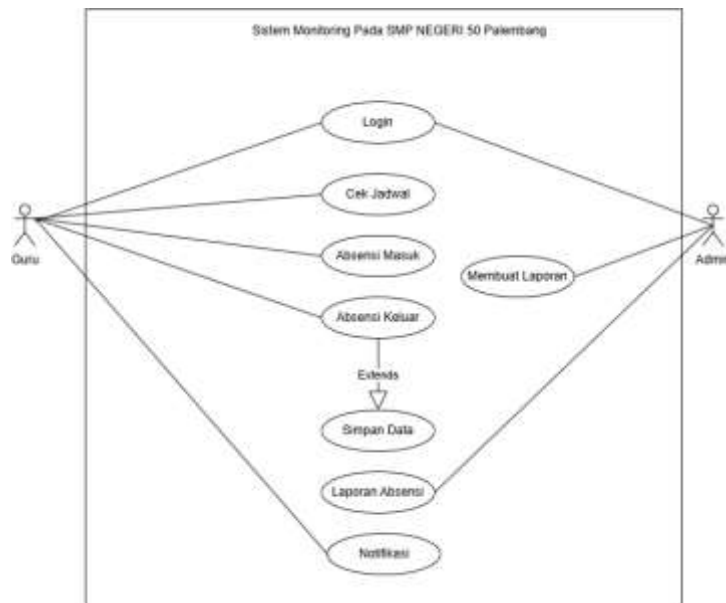 Sistem Monitoring Pada SMP NEGERI 50 Palembang
Login
Cek Jadwal
Guru
Absensi Masuk
Admin
Membuat Laporan
Absensi Keluar
Extends
Simpan Data
Laporan Absensi
Notifikasi